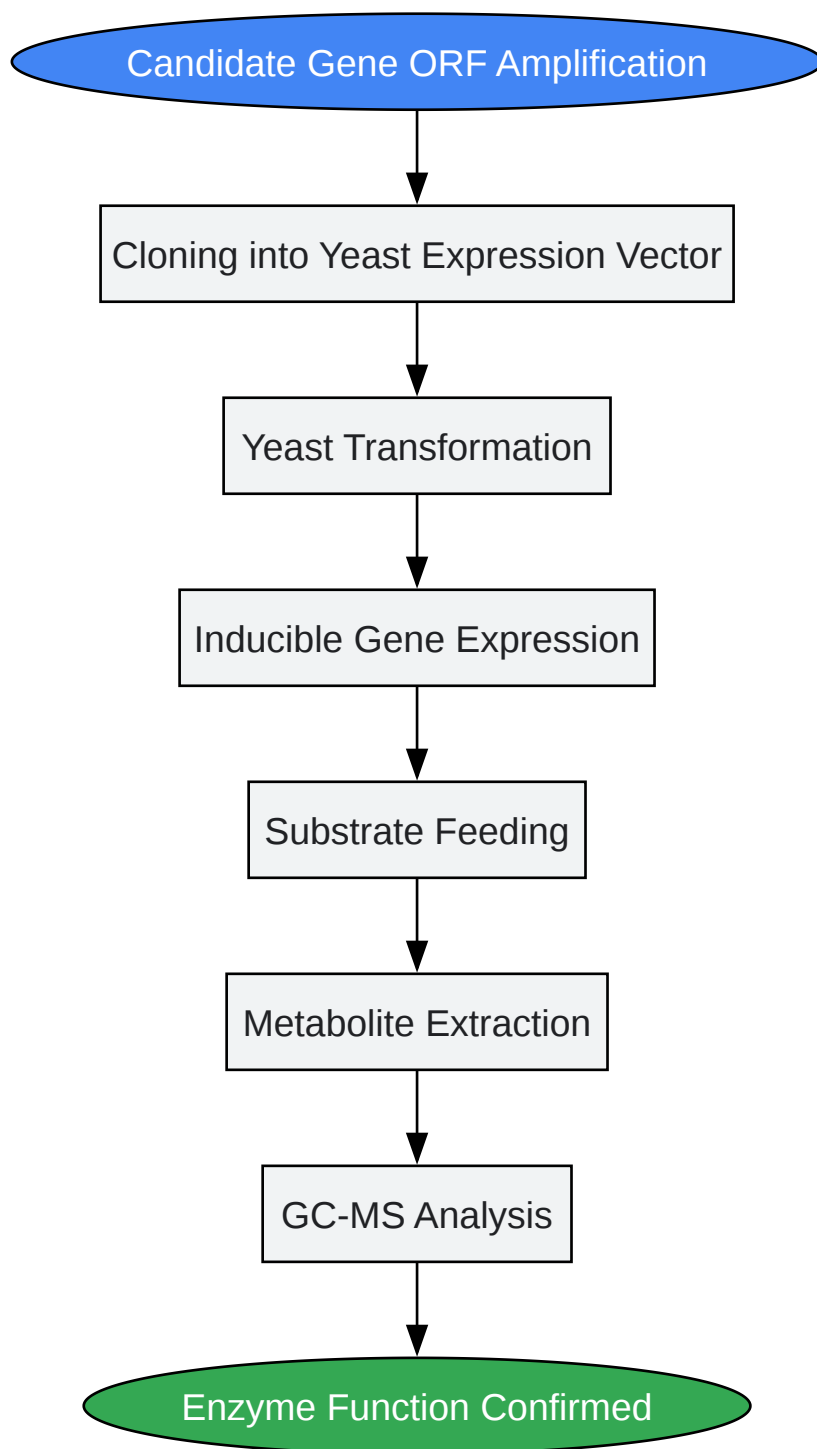 Candidate Gene ORF Amplification
Cloning into Yeast Expression Vector
Yeast Transformation
Inducible Gene Expression
Substrate Feeding
Metabolite Extraction
GC-MS Analysis
Enzyme Function Confirmed